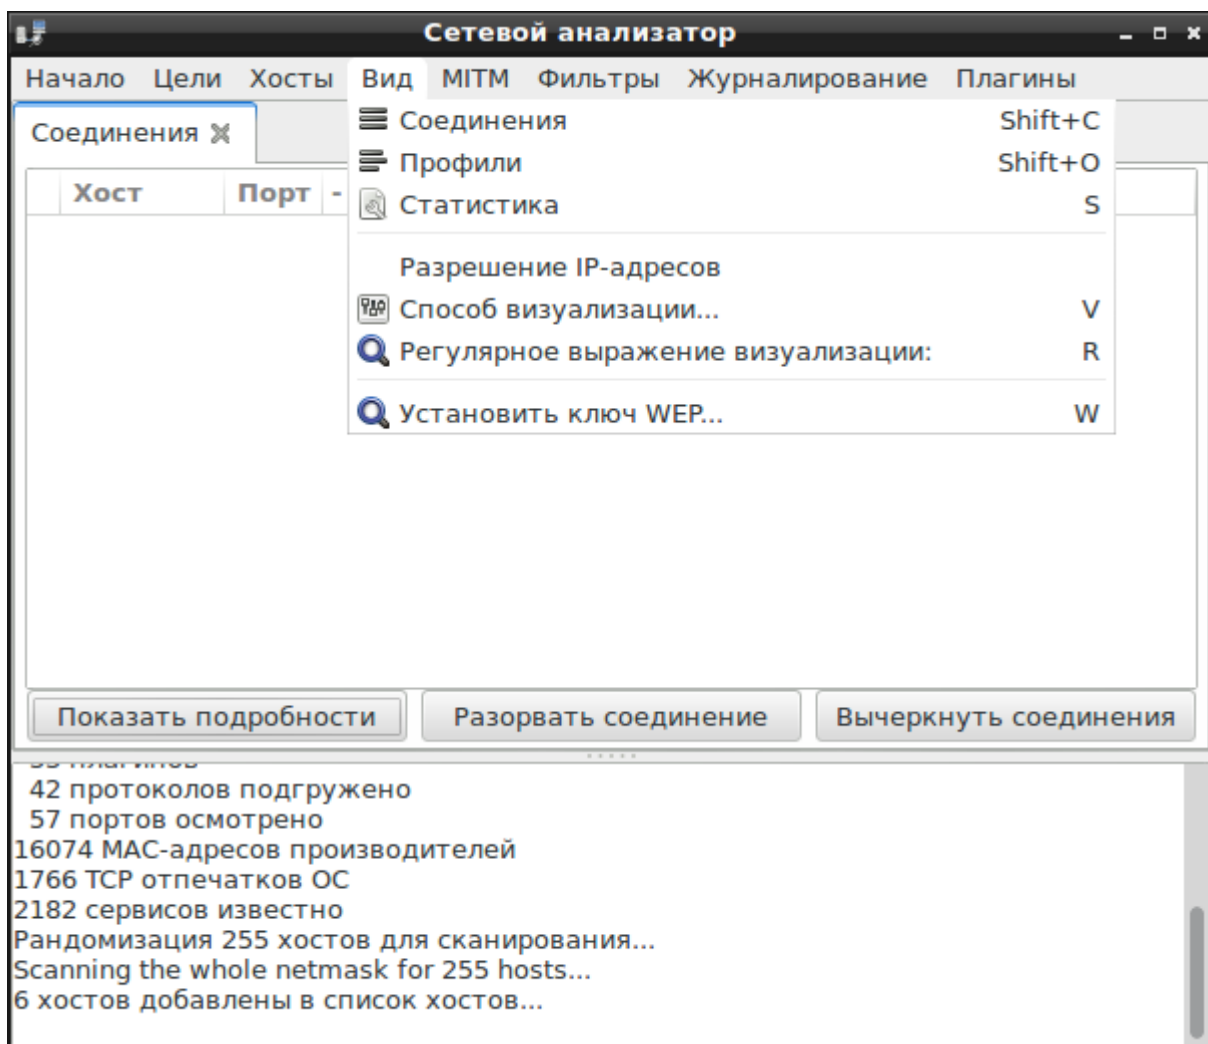 Сетевой анализатор
Начало Цели Хосты Вид MITM Фильтры Журналирование Плагины
Соединения
Соединения Shift+C
Профили Shift+O
Хост Порт -
Статистика S
Разрешение IP-адресов
Способ визуализации... V
Регулярное выражение визуализации: R
Установить ключ WEP... W
Показать подробности Разорвать соединение Вычеркнуть соединения
плагинов
42 протоколов подгружено
57 портов осмотрено
16074 MAC-адресов производителей
1766 TCP отпечатков ОС
2182 сервисов известно
Рандомизация 255 хостов для сканирования...
Scanning the whole netmask for 255 hosts...
6 хостов добавлены в список хостов...